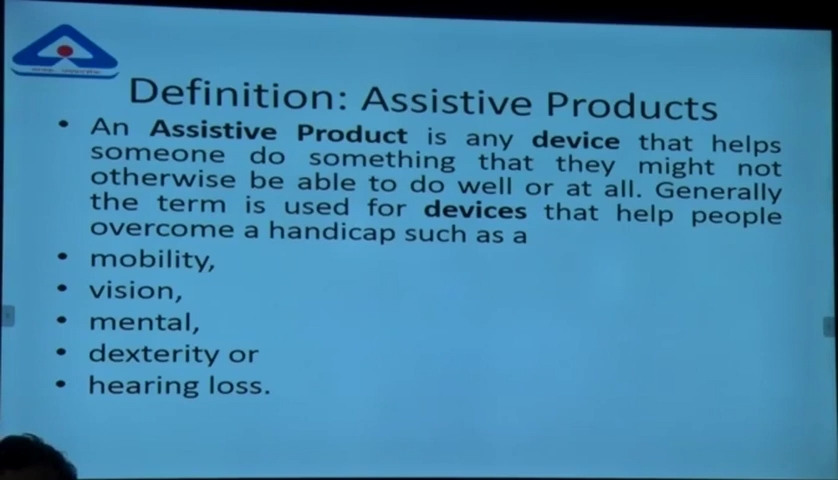 Definition: Assistive Products
• An Assistive Product is any device that helps
someone do something that they might not
otherwise be able to do well or at all. Generally
the term is used for devices that help people
overcome a handicap such as a
• mobility,
• vision,
• mental,
• dexterity or
• hearing loss.